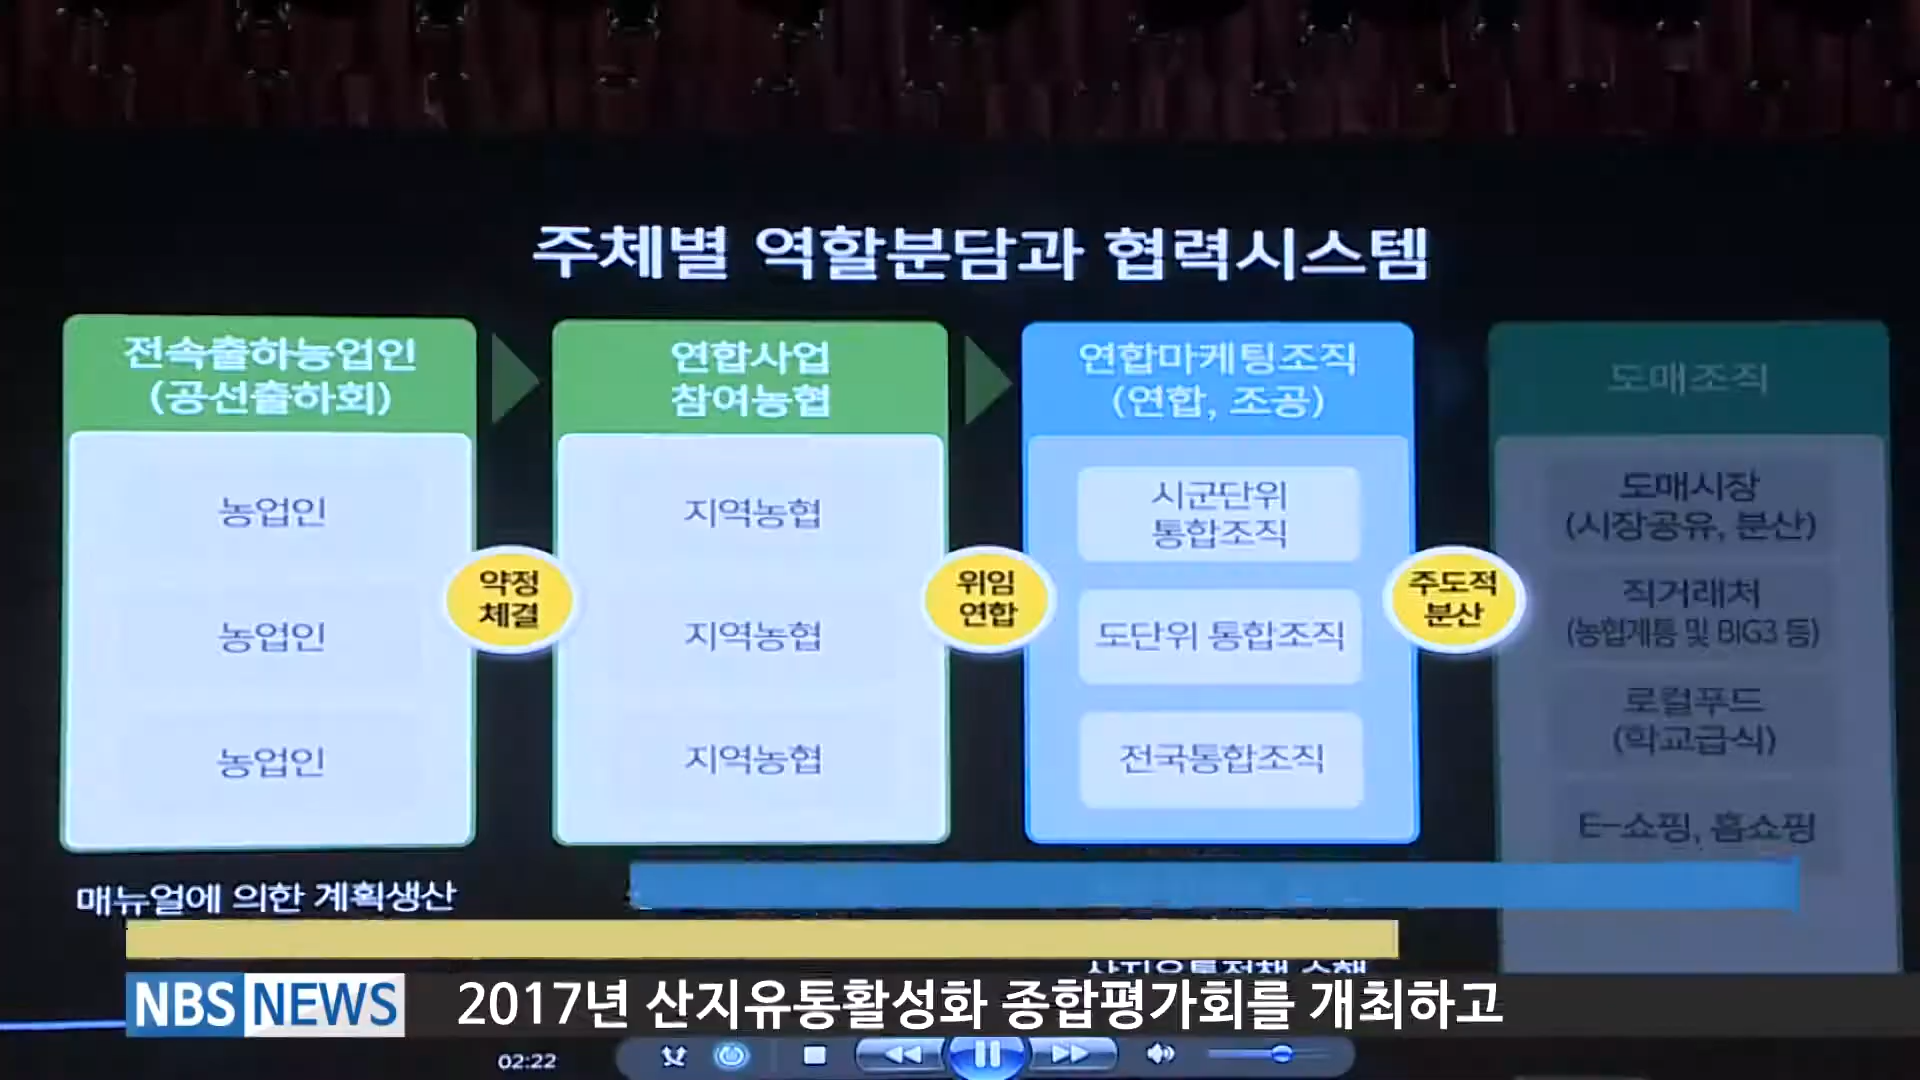 주체별 역할분담과 협력시스템
전속출하농업인
(공선출하회)
농업인
농업인
농업인
약정
체결
연합사업
참여농협
지역농협
지역농협
지역농협
위임
연합
연합마케팅조직
(연합, 조공)
시군단위
통합조직
도단위 통합조직
전국통합조직
주도적
분산
도매조직
도매시장
(시장공유, 분산)
직거래처
(농협계통 및 BIG3 등)
로컬푸드
(학교급식)
E-쇼핑, 홈쇼핑
매뉴얼에 의한 계획생산
NBS NEWS 2017년 산지유통활성화 종합평가회를 개최하고
02:22